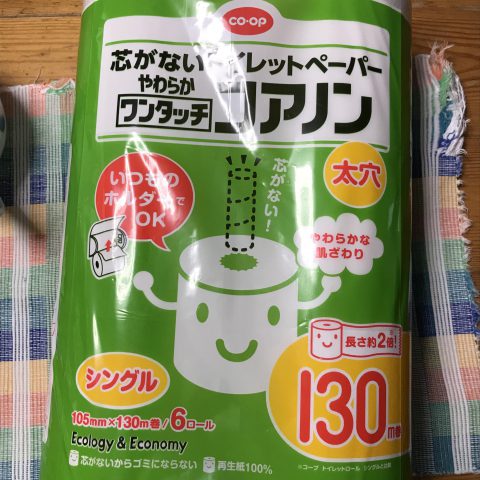 CO·OP
芯がないトイレットペーパー
やわらか
ワンタッチ コアノン
いつもの
ホルダーで
OK
芯がない!
太穴
やわらかな
肌ざわり
長さ約2倍!
シングル
130m巻
105mm×130m巻/6ロール
Ecology & Economy
芯がないからゴミにならない 再生紙100%
※コープ トイレットロール シングルと比較